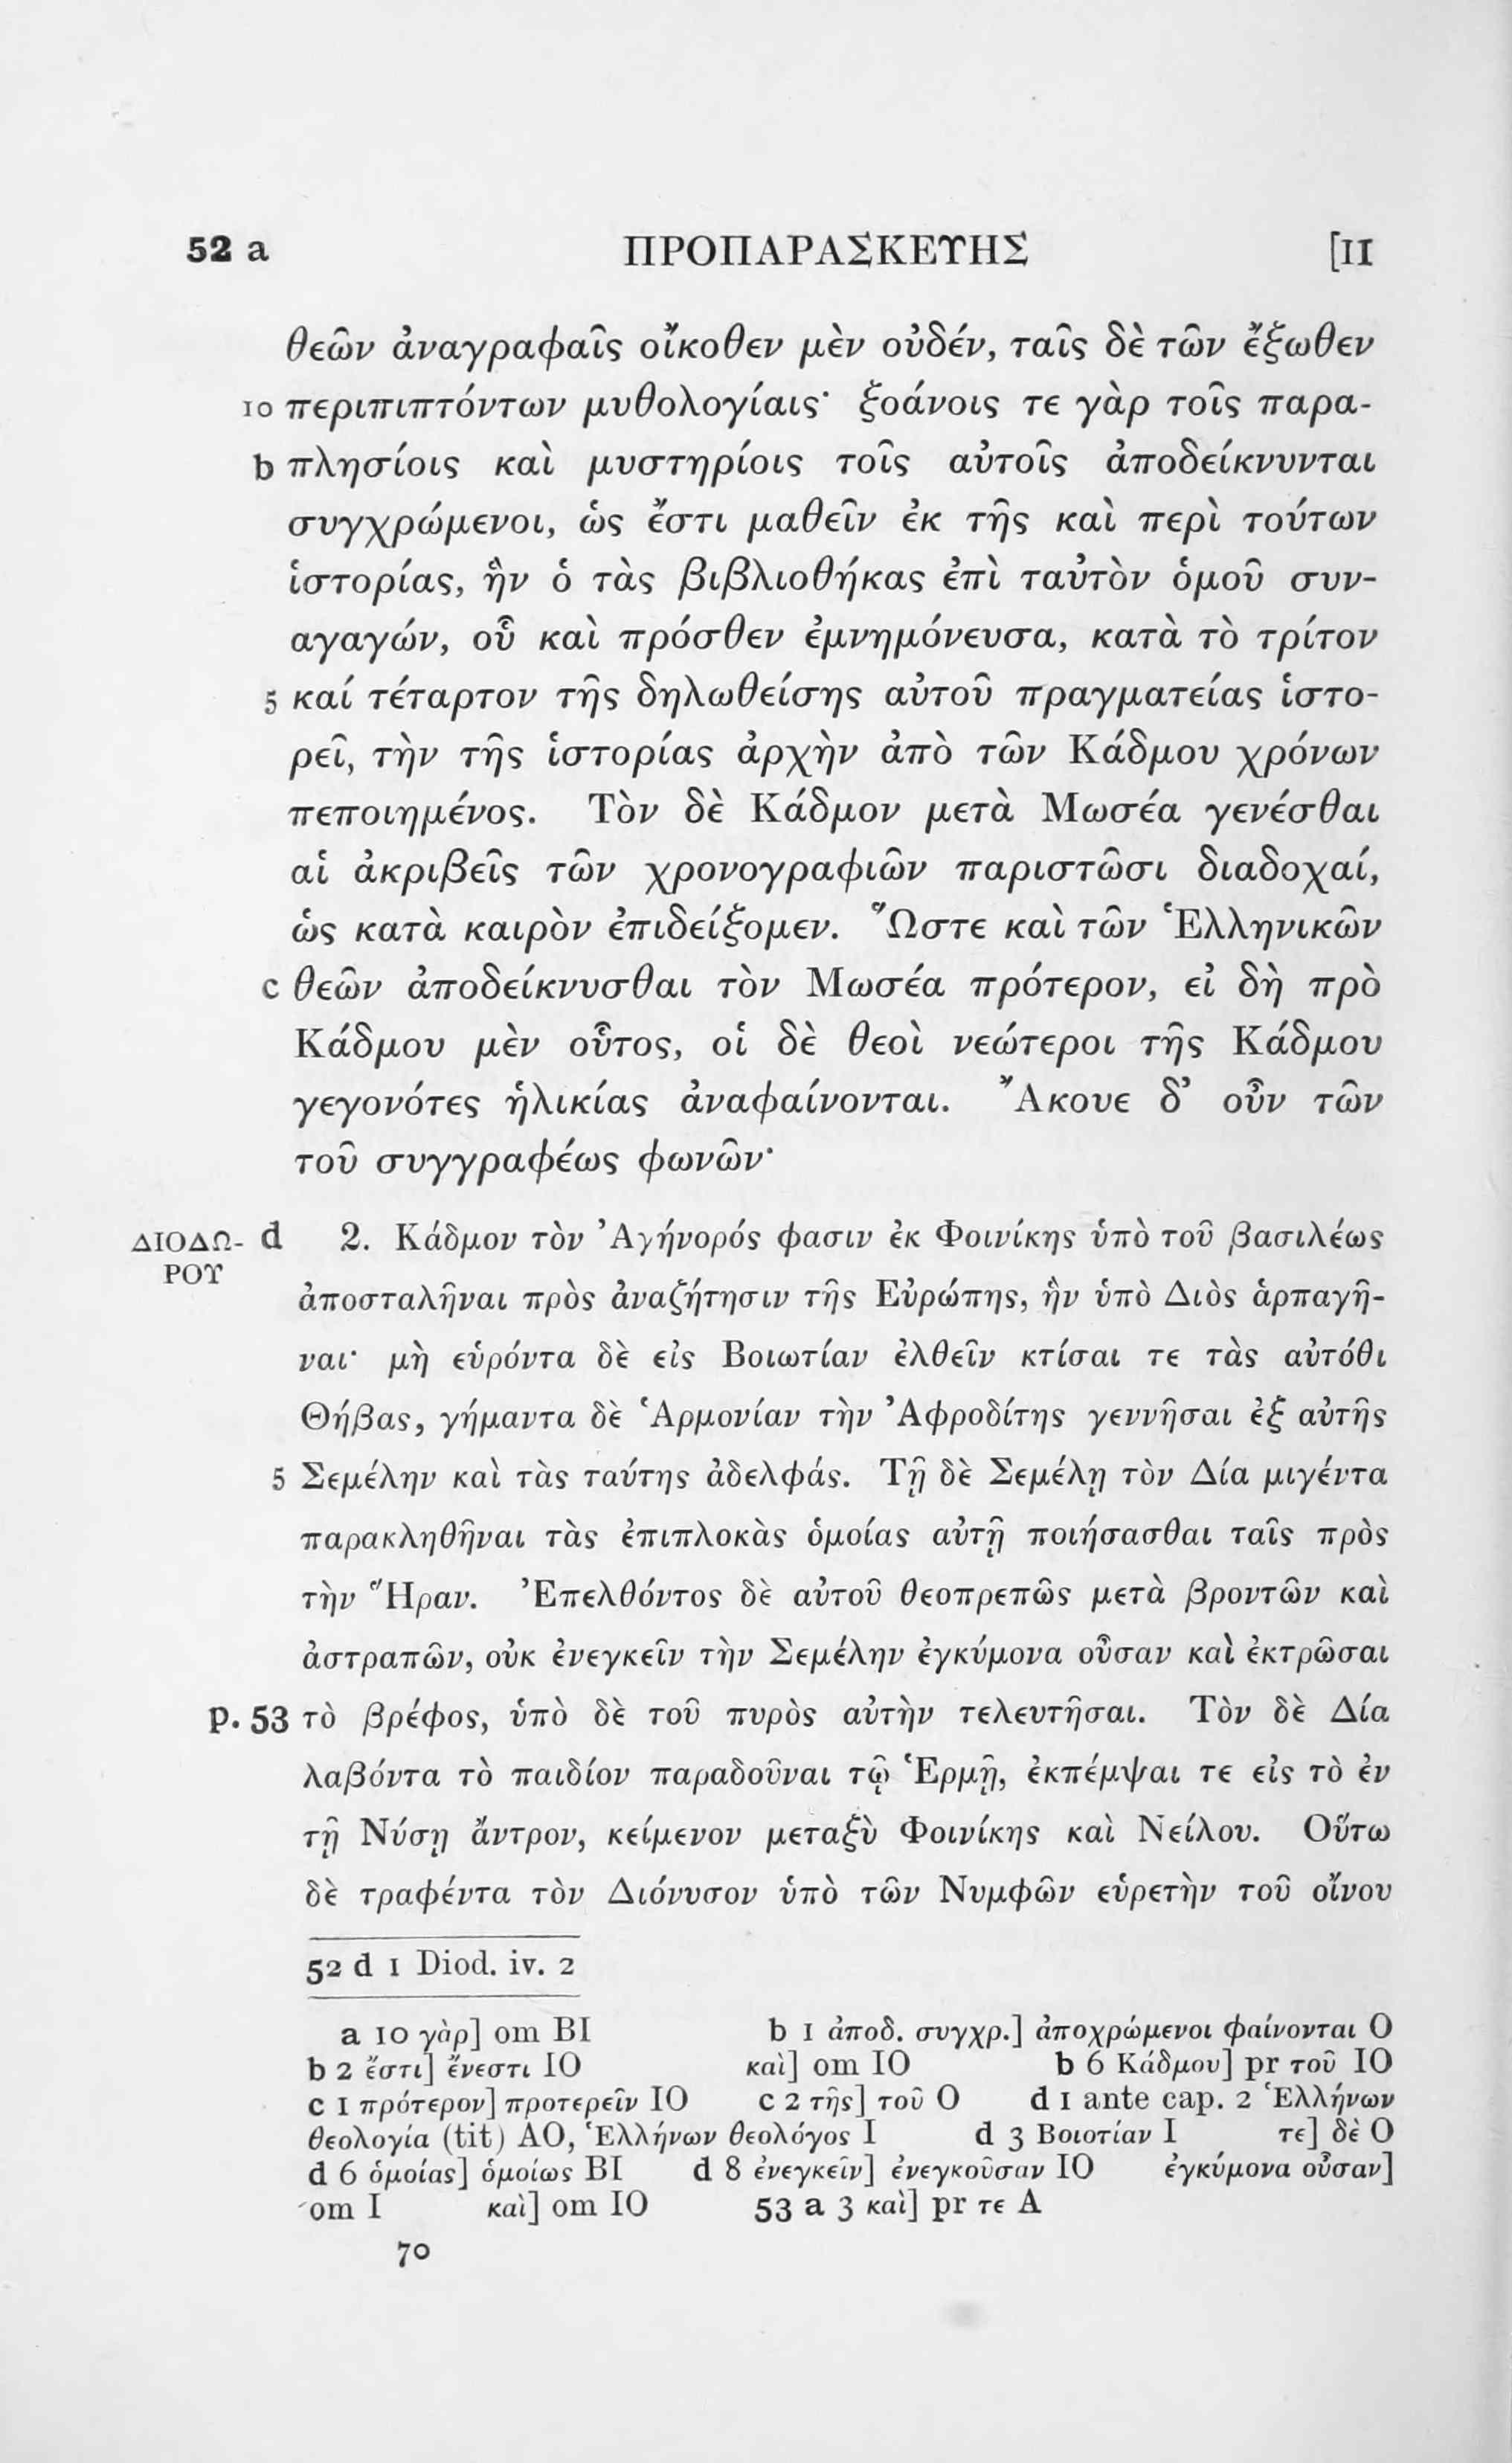 52 a ΠΡΟΠΑΡΑΣΚΕΥΗΣ [II
θεῶν ἀναγραφαῖς οἴκοθεν μὲν οὐδέν, ταῖς δὲ τῶν ἔξωθεν
10 περιπιπτόντων μυθολογίαις· ξοάνοις τε γὰρ τοῖς παρα-
b πλησίοις καὶ μυστηρίοις τοῖς αὐτοῖς ἀποδείκνυνται
συγχρώμενοι, ὡς ἔστι μαθεῖν ἐκ τῆς καὶ περὶ τούτων
ἱστορίας, ἣν ὁ τὰς βιβλιοθήκας ἐπὶ ταὐτὸν ὁμοῦ συν-
αγαγών, οὗ καὶ πρόσθεν ἐμνημόνευσα, κατὰ τὸ τρίτον
5 καί τέταρτον τῆς δηλωθείσης αὐτοῦ πραγματείας ἱστο-
ρεῖ, τὴν τῆς ἱστορίας ἀρχὴν ἀπὸ τῶν Κάδμου χρόνων
πεποιημένος. Τὸν δὲ Κάδμον μετὰ Μωσέα γενέσθαι
αἱ ἀκριβεῖς τῶν χρονογραφιῶν παριστῶσι διαδοχαί,
ὡς κατὰ καιρὸν ἐπιδείξομεν. Ὥστε καὶ τῶν Ἑλληνικῶν
c θεῶν ἀποδείκνυσθαι τὸν Μωσέα πρότερον, εἰ δὴ πρὸ
Κάδμου μὲν οὗτος, οἱ δὲ θεοὶ νεώτεροι τῆς Κάδμου
γεγονότες ἡλικίας ἀναφαίνονται. Ἄκουε δ’ οὖν τῶν
τοῦ συγγραφέως φωνῶν·
ΔΙΟΔΩ- d 2. Κάδμον τὸν Ἀγήνορός φασιν ἐκ Φοινίκης ὑπὸ τοῦ βασιλέως
ΡΟΥ
ἀποσταλῆναι πρὸς ἀναζήτησιν τῆς Εὐρώπης, ἣν ὑπὸ Διὸς ἁρπαγῆ-
ναι· μὴ εὑρόντα δὲ εἰς Βοιωτίαν ἐλθεῖν κτίσαι τε τὰς αὐτόθι
Θήβας, γήμαντα δὲ Ἁρμονίαν τὴν Ἀφροδίτης γεννῆσαι ἐξ αὐτῆς
5 Σεμέλην καὶ τὰς ταύτης ἀδελφάς. Τῇ δὲ Σεμέλῃ τὸν Δία μιγέντα
παρακληθῆναι τὰς ἐπιπλοκὰς ὁμοίας αὐτῇ ποιήσασθαι ταῖς πρὸς
τὴν Ἥραν. Ἐπελθόντος δὲ αὐτοῦ θεοπρεπῶς μετὰ βροντῶν καὶ
ἀστραπῶν, οὐκ ἐνεγκεῖν τὴν Σεμέλην ἐγκύμονα οὖσαν καὶ ἐκτρῶσαι
p. 53 τὸ βρέφος, ὑπὸ δὲ τοῦ πυρὸς αὐτὴν τελευτῆσαι. Τὸν δὲ Δία
λαβόντα τὸ παιδίον παραδοῦναι τῷ Ἑρμῇ, ἐκπέμψαι τε εἰς τὸ ἐν
τῇ Νύσῃ ἄντρον, κείμενον μεταξὺ Φοινίκης καὶ Νείλου. Οὕτω
δὲ τραφέντα τὸν Διόνυσον ὑπὸ τῶν Νυμφῶν εὑρετὴν τοῦ οἴνου
52 d 1 Diod. iv. 2
a 10 γὰρ] om BI b 1 ἀποδ. συγχρ.] ἀποχρώμενοι φαίνονται O
b 2 ἔστι] ἔνεστι IO καὶ] om IO b 6 Κάδμου] pr τοῦ IO
c 1 πρότερον] προτερεῖν IO c 2 τῆς] τοῦ O d 1 ante cap. 2 Ἑλλήνων
θεολογία (tit) AO, Ἑλλήνων θεολόγος I d 3 Βοιοτίαν I τε] δὲ O
d 6 ὁμοίας] ὁμοίως BI d 8 ἐνεγκεῖν] ἐνεγκοῦσαν IO ἐγκύμονα οὖσαν]
om I καὶ] om IO 53 a 3 καὶ] pr τε A
70